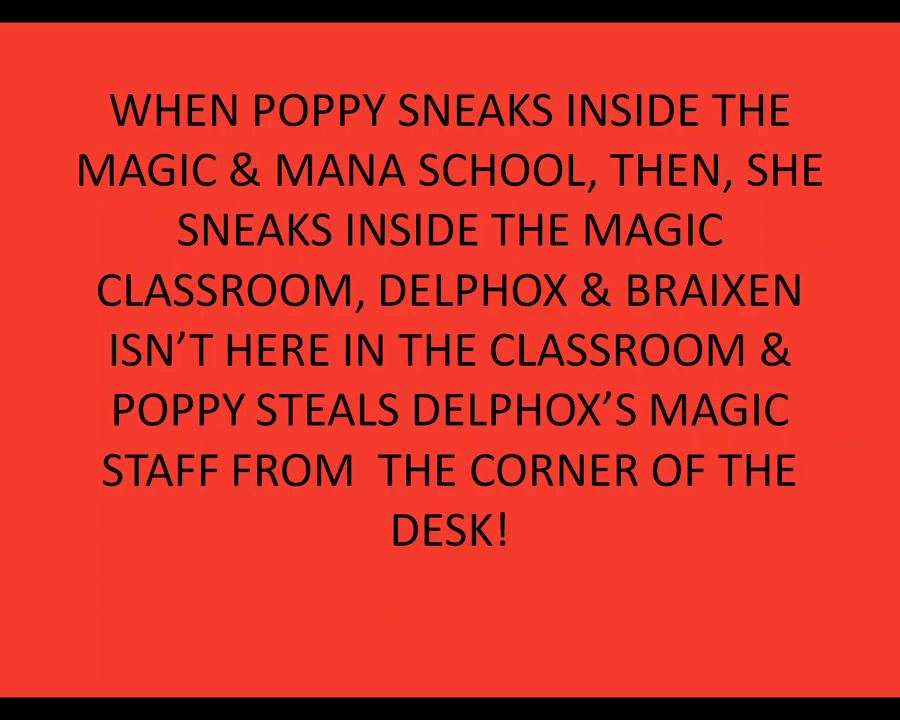 WHEN POPPY SNEAKS INSIDE THE
MAGIC & MANA SCHOOL, THEN, SHE
SNEAKS INSIDE THE MAGIC
CLASSROOM, DELPHOX & BRAIXEN
ISN’T HERE IN THE CLASSROOM &
POPPY STEALS DELPHOX’S MAGIC
STAFF FROM  THE CORNER OF THE
DESK!